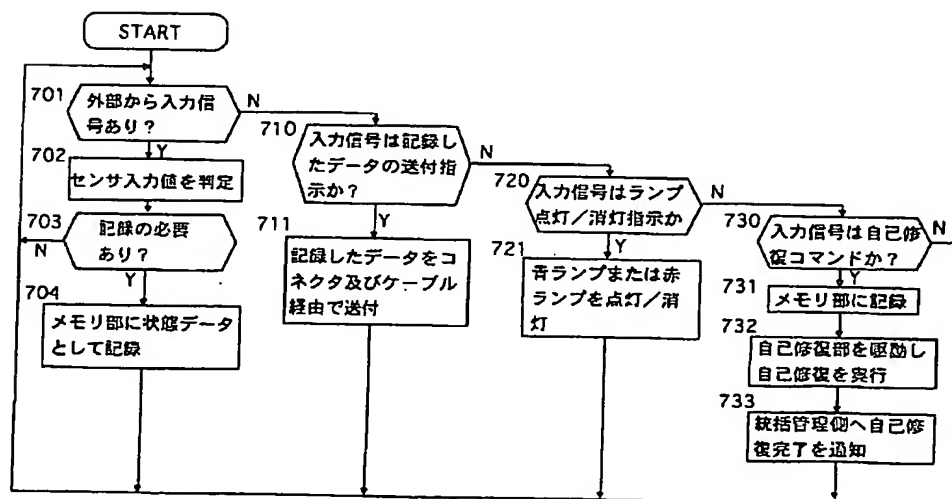 START
701
外部から入力信
号あり？
N
Y
702
センサ入力値を判定
703
記録の必要
あり？
N
Y
704
メモリ部に状態データ
として記録
710
入力信号は記録し
たデータの送付指
示か？
N
Y
711
記録したデータをコ
ネクタ及びケーブル
経由で送付
720
入力信号はランプ
点灯／消灯指示か
N
Y
721
青ランプまたは赤
ランプを点灯／消
灯
730
入力信号は自己修
復コマンドか？
N
Y
731
メモリ部に記録
732
自己修復部を駆動し
自己修復を実行
733
統括管理側へ自己修
復完了を通知